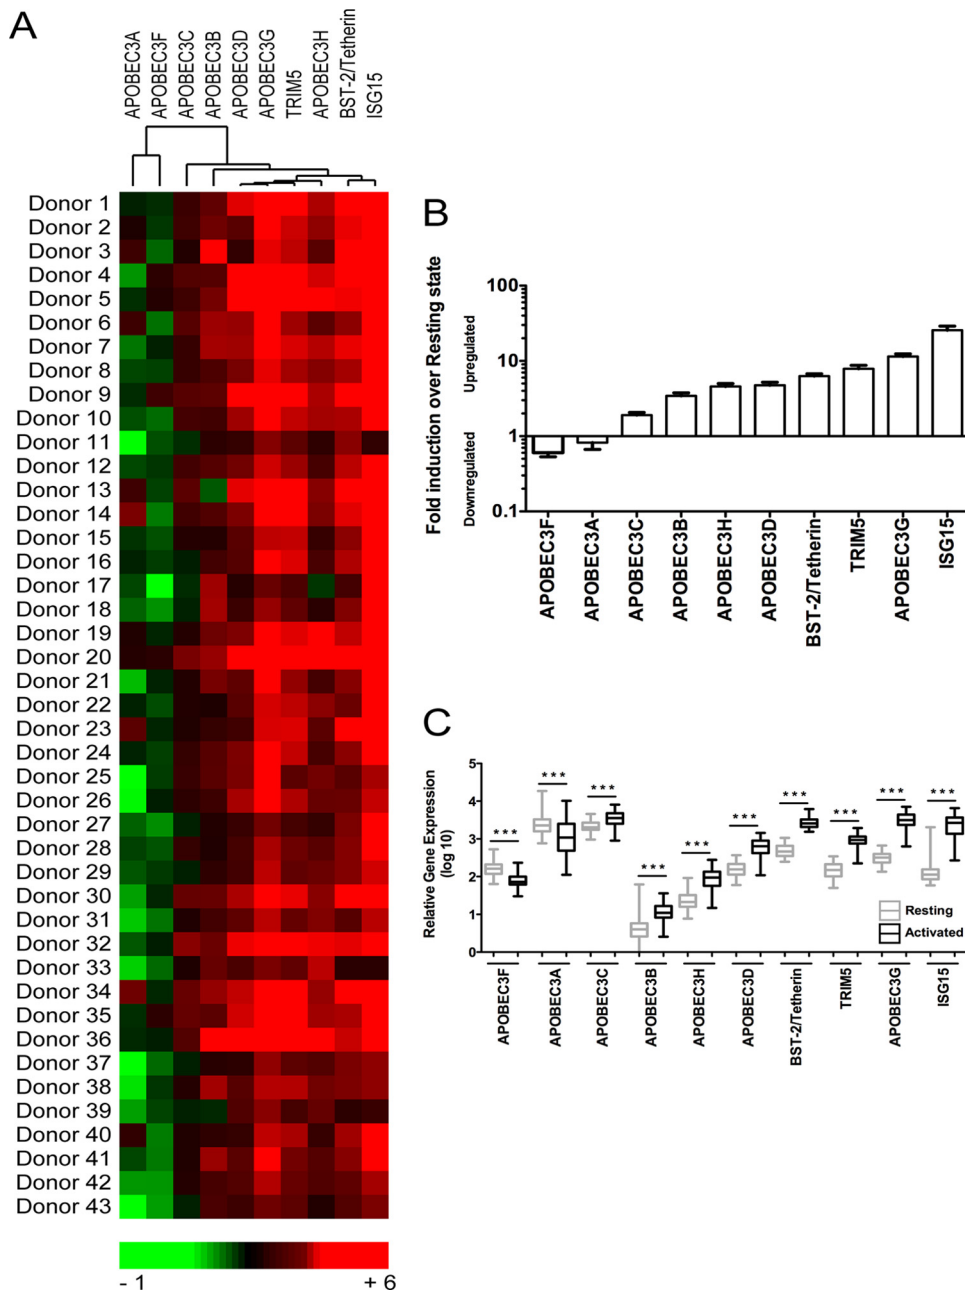 A
APOBEC3A
APOBEC3F
APOBEC3C
APOBEC3B
APOBEC3D
APOBEC3G
TRIM5
APOBEC3H
BST-2/Tetherin
ISG15
Donor 1
Donor 2
Donor 3
Donor 4
Donor 5
Donor 6
Donor 7
Donor 8
Donor 9
Donor 10
Donor 11
Donor 12
Donor 13
Donor 14
Donor 15
Donor 16
Donor 17
Donor 18
Donor 19
Donor 20
Donor 21
Donor 22
Donor 23
Donor 24
Donor 25
Donor 26
Donor 27
Donor 28
Donor 29
Donor 30
Donor 31
Donor 32
Donor 33
Donor 34
Donor 35
Donor 36
Donor 37
Donor 38
Donor 39
Donor 40
Donor 41
Donor 42
Donor 43
- 1
+ 6
B
Fold induction over Resting state
Downregulated
Upregulated
100
10
1
0.1
APOBEC3F
APOBEC3A
APOBEC3C
APOBEC3B
APOBEC3H
APOBEC3D
BST-2/Tetherin
TRIM5
APOBEC3G
ISG15
C
Relative Gene Expression
(log 10)
5
4
3
2
1
0
***
***
***
***
***
***
***
***
***
***
Resting
Activated
APOBEC3F
APOBEC3A
APOBEC3C
APOBEC3B
APOBEC3H
APOBEC3D
BST-2/Tetherin
TRIM5
APOBEC3G
ISG15